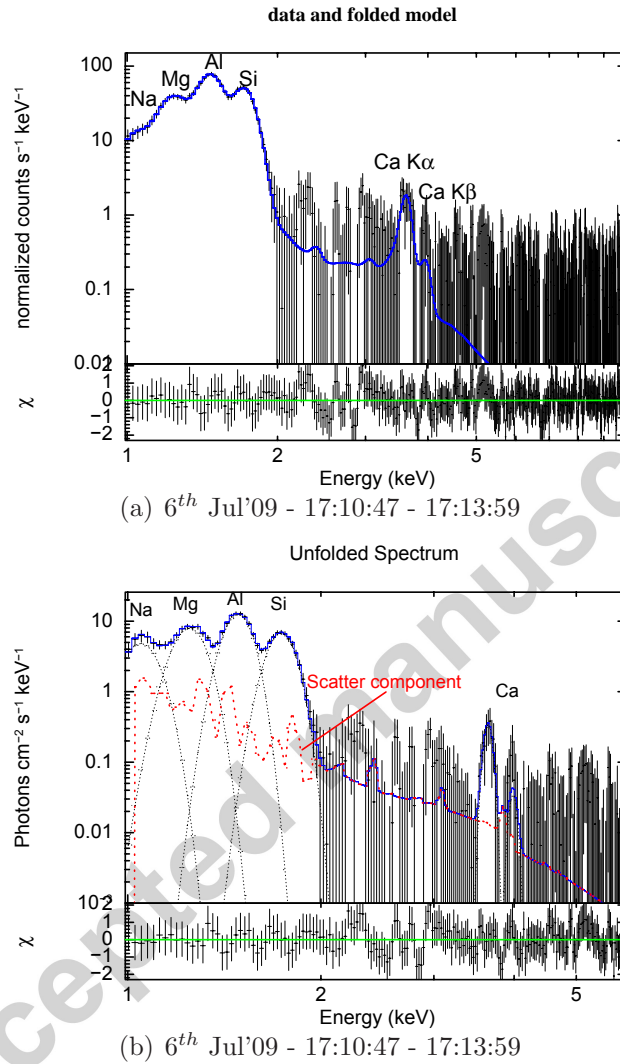 data and folded model
100
10
1
0.1
0.01
normalized counts s⁻¹ keV⁻¹
Na
Mg
Al
Si
Ca Kα
Ca Kβ
2
1
0
−1
−2
χ
1 2 5
Energy (keV)
(a) 6ᵗʰ Jul'09 - 17:10:47 - 17:13:59
Unfolded Spectrum
10
1
0.1
0.01
10⁻³
Photons cm⁻² s⁻¹ keV⁻¹
Na
Mg
Al
Si
Scatter component
Ca
2
0
−2
χ
1 2 5
Energy (keV)
(b) 6ᵗʰ Jul'09 - 17:10:47 - 17:13:59
cepted manusc